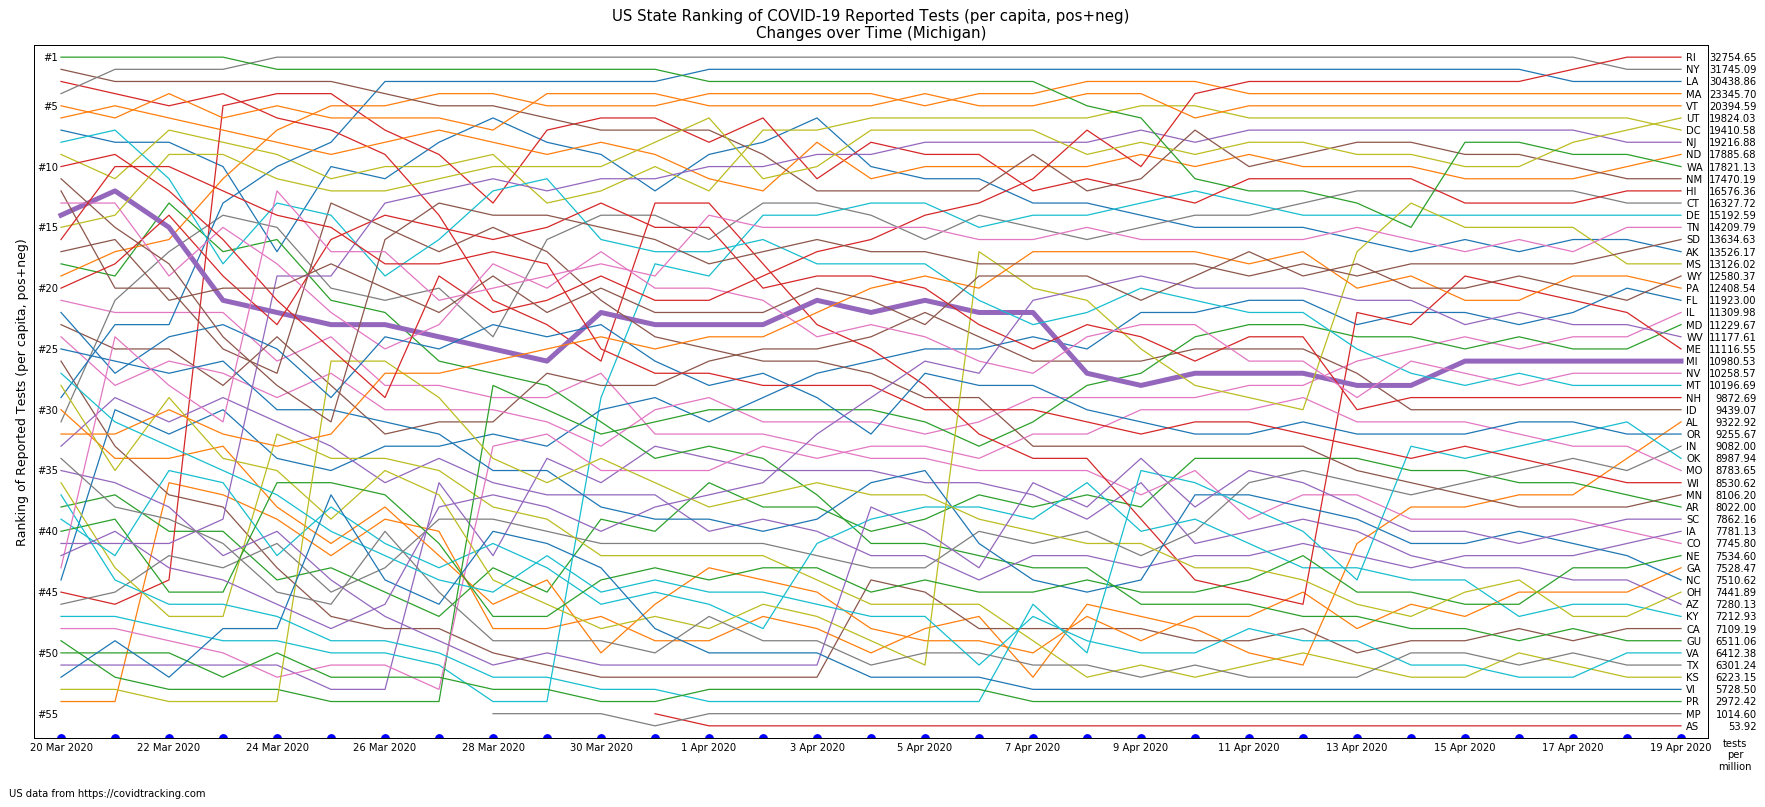 US State Ranking of COVID-19 Reported Tests (per capita, pos+neg)
Changes over Time (Michigan)
Ranking of Reported Tests (per capita, pos+neg)
#1
#5
#10
#15
#20
#25
#30
#35
#40
#45
#50
#55
RI 32754.65
NY 31745.09
LA 30438.86
MA 23345.70
VT 20394.59
UT 19824.03
DC 19410.58
NJ 19216.88
ND 17885.68
WA 17821.13
NM 17470.19
HI 16576.36
CT 16327.72
DE 15192.59
TN 14209.79
SD 13634.63
AK 13526.17
MS 13126.02
WY 12580.37
PA 12408.54
FL 11923.00
IL 11309.98
MD 11229.67
WV 11177.61
ME 11116.55
MI 10980.53
NV 10258.57
MT 10196.69
NH 9872.69
ID 9439.07
AL 9322.92
OR 9255.67
IN 9082.00
OK 8987.94
MO 8783.65
WI 8530.62
MN 8106.20
AR 8022.00
SC 7862.16
IA 7781.13
CO 7745.80
NE 7534.60
GA 7528.47
NC 7510.62
OH 7441.89
AZ 7280.13
KY 7212.93
CA 7109.19
GU 6511.06
VA 6412.38
TX 6301.24
KS 6223.15
VI 5728.50
PR 2972.42
MP 1014.60
AS 53.92
20 Mar 2020 22 Mar 2020 24 Mar 2020 26 Mar 2020 28 Mar 2020 30 Mar 2020 1 Apr 2020 3 Apr 2020 5 Apr 2020 7 Apr 2020 9 Apr 2020 11 Apr 2020 13 Apr 2020 15 Apr 2020 17 Apr 2020 19 Apr 2020
tests
per
million
US data from https://covidtracking.com